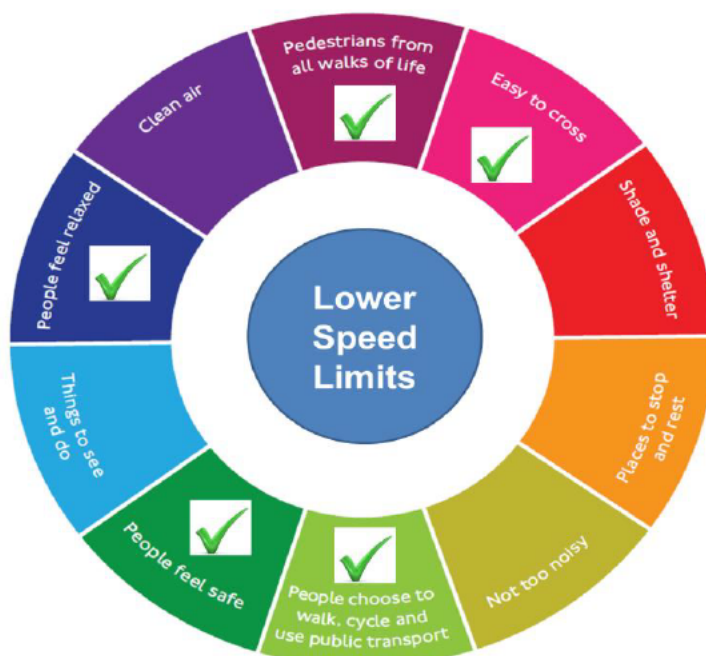 Pedestrians from
all walks of life
Easy to cross
Shade and shelter
Places to stop
and rest
Not too noisy
People choose to
walk, cycle and
use public transport
People feel safe
Things to see
and do
People feel relaxed
Clean air
Lower
Speed
Limits